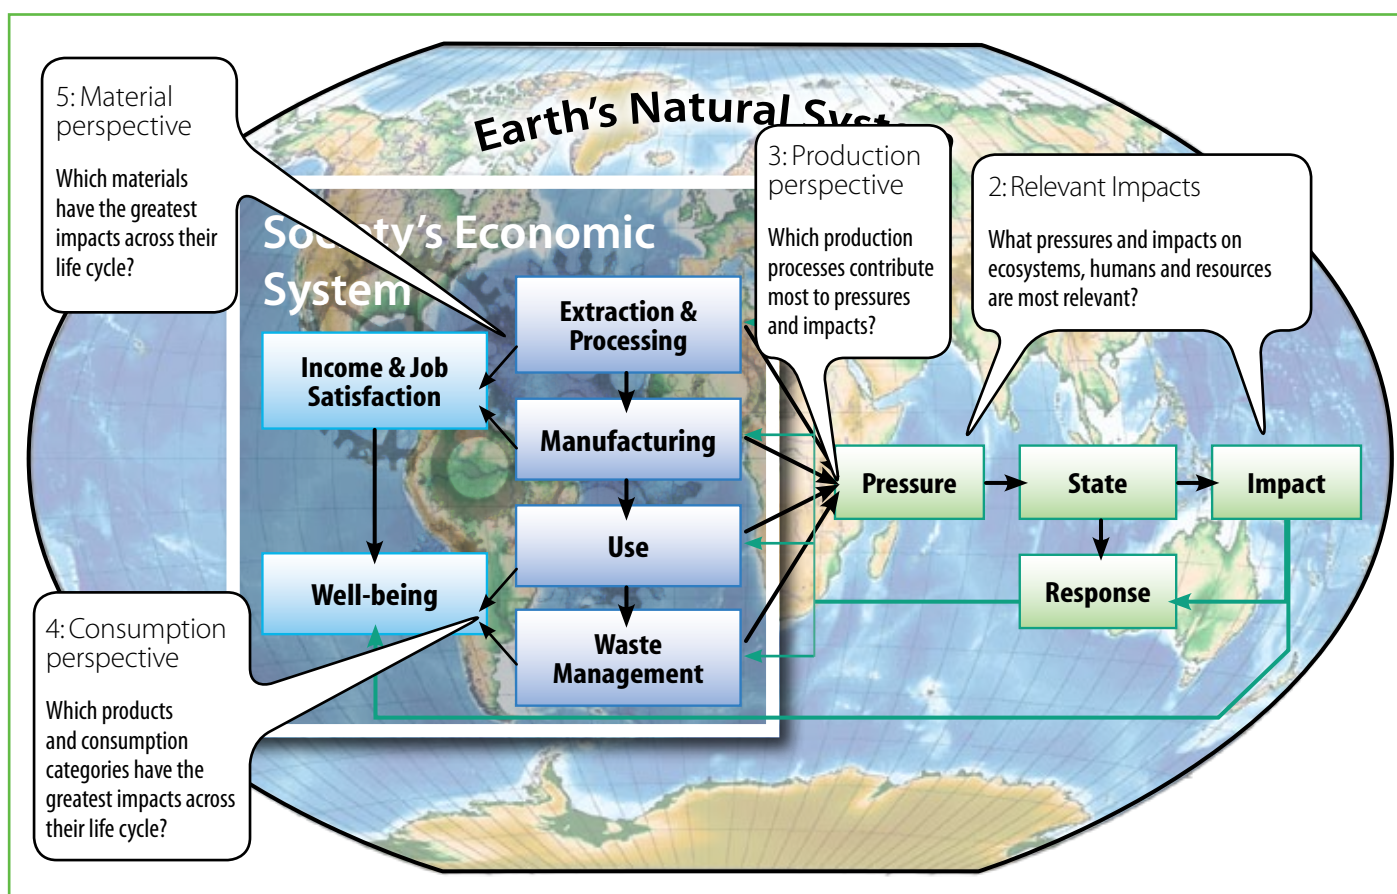 Earth's Natural System
5: Material
perspective
Which materials
have the greatest
impacts across their
life cycle?
3: Production
perspective
Which production
processes contribute
most to pressures
and impacts?
2: Relevant Impacts
What pressures and impacts on
ecosystems, humans and resources
are most relevant?
Society's Economic
System
Extraction &
Processing
Income & Job
Satisfaction
Manufacturing
Pressure
State
Impact
Use
Well-being
Response
Waste
Management
4: Consumption
perspective
Which products
and consumption
categories have the
greatest impacts across
their life cycle?